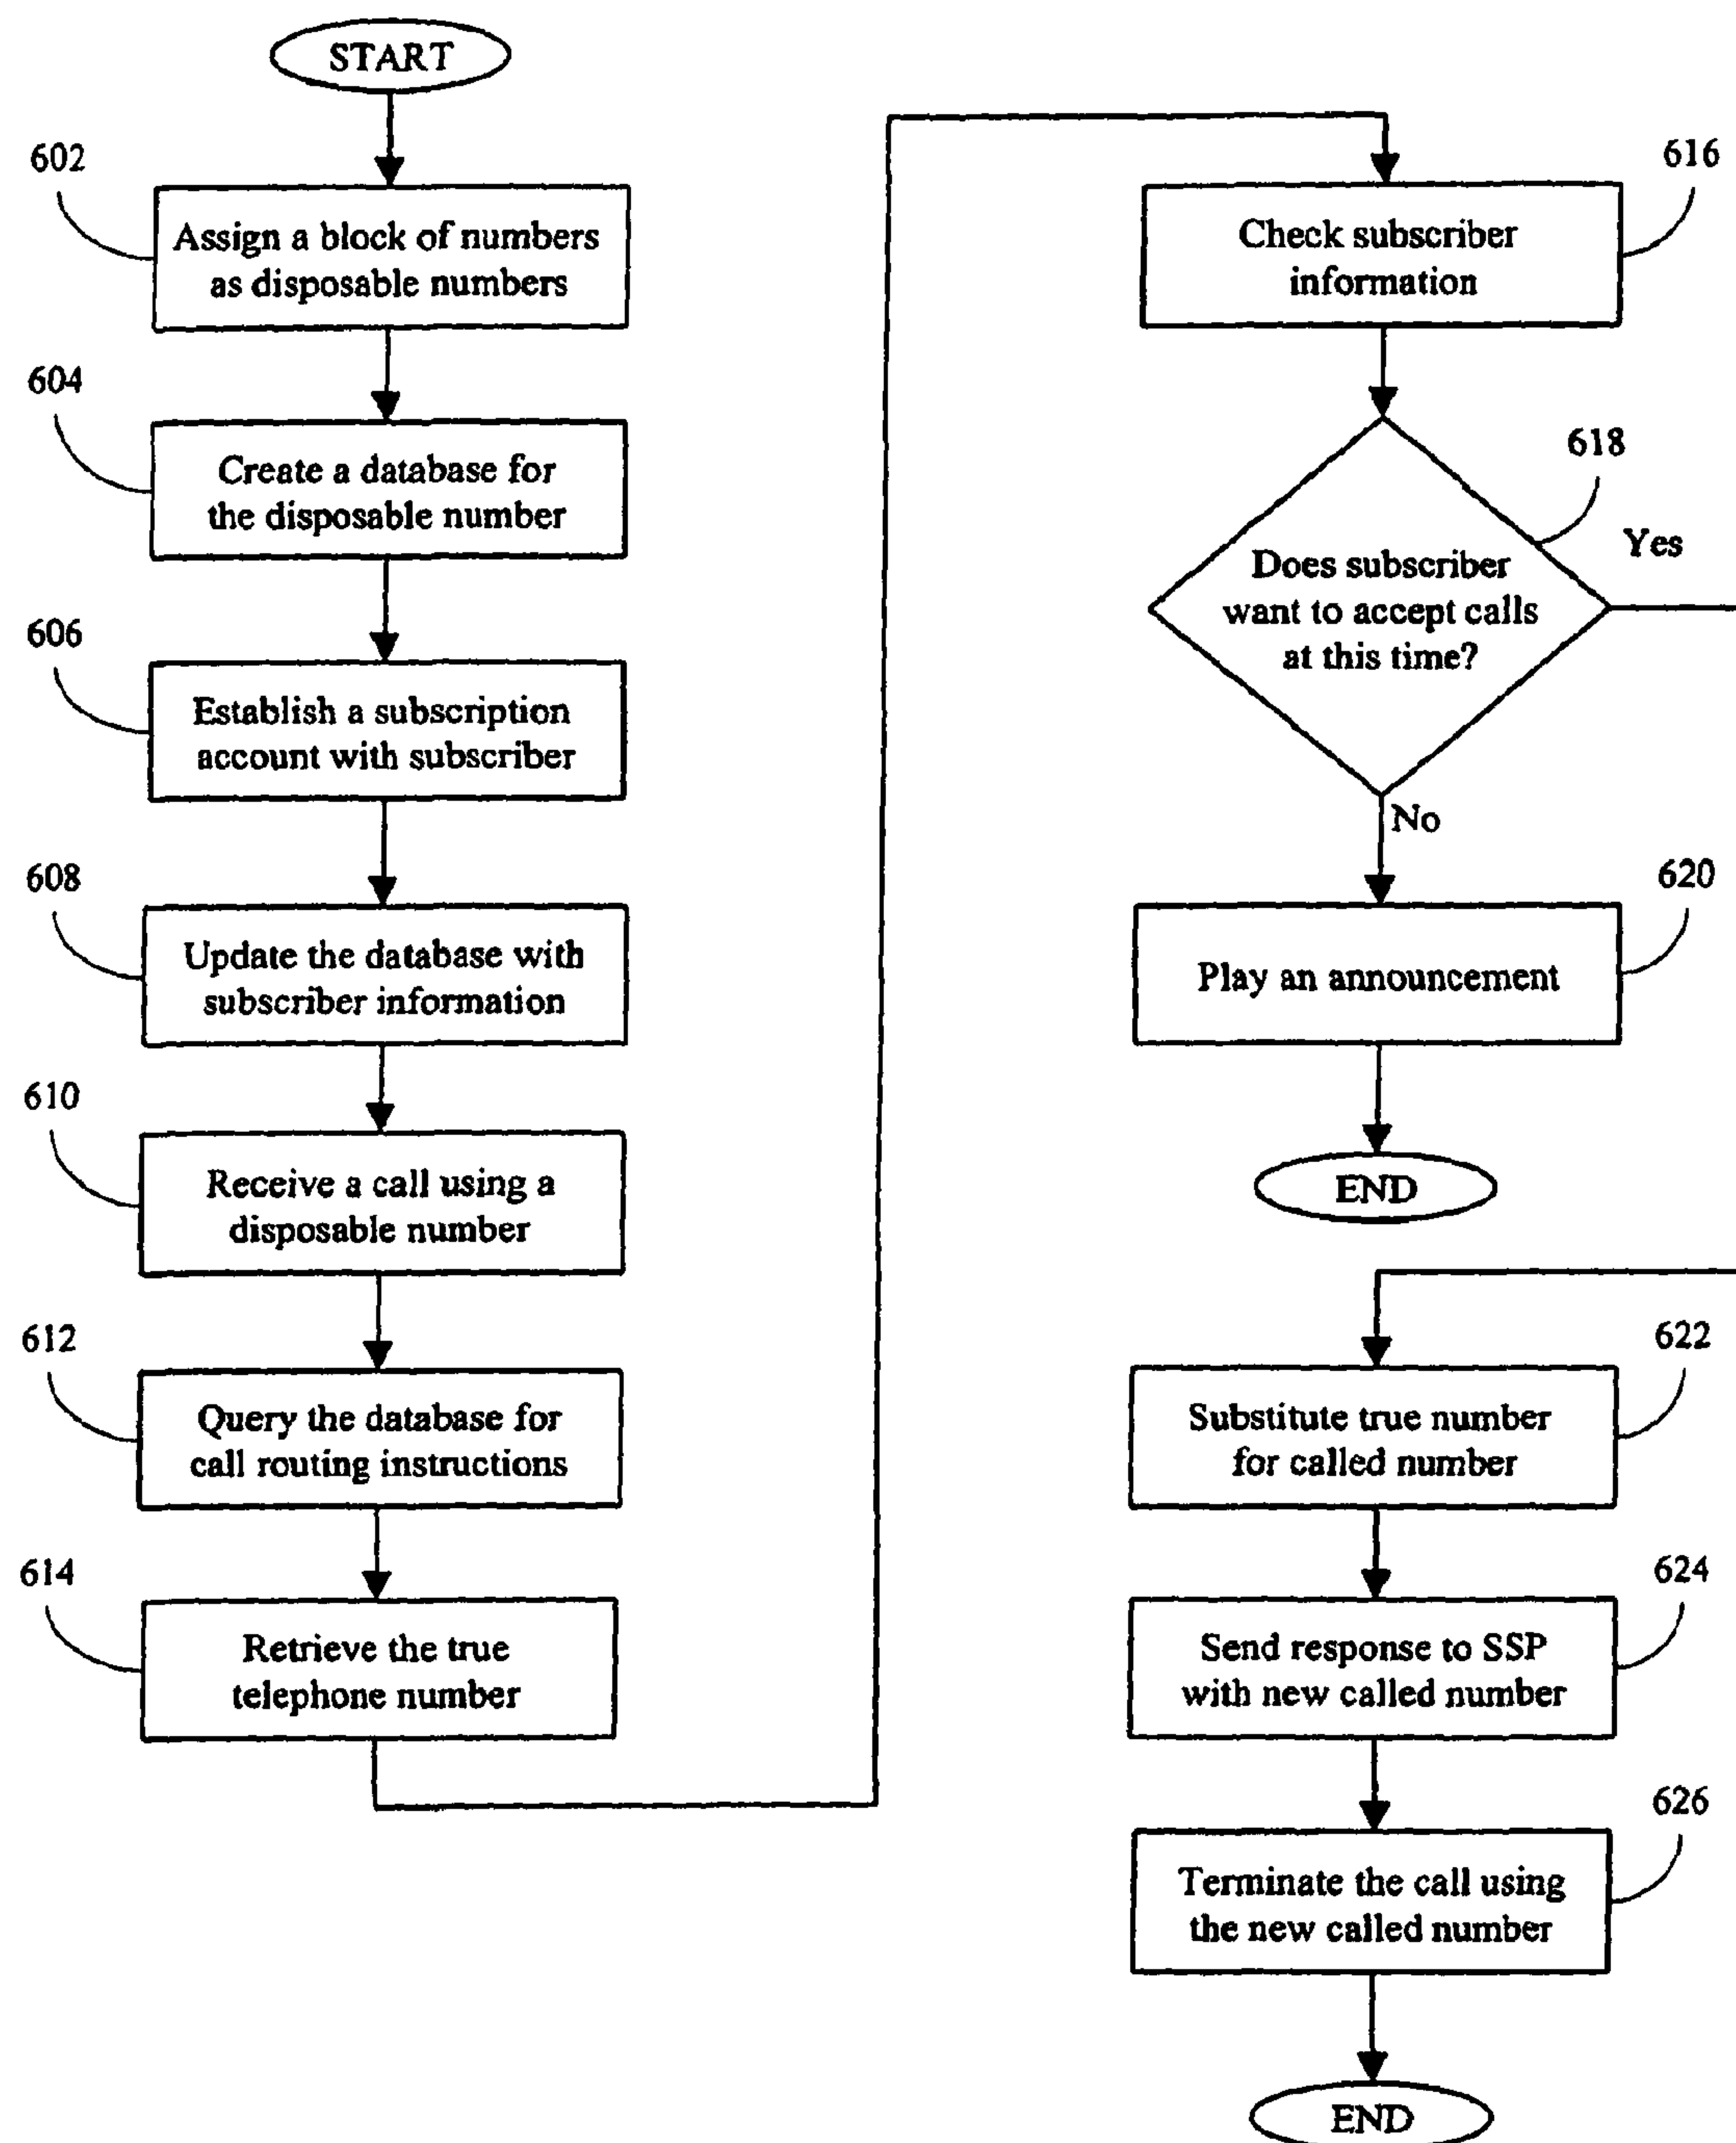 START
602
Assign a block of numbers
as disposable numbers
604
Create a database for
the disposable number
606
Establish a subscription
account with subscriber
608
Update the database with
subscriber information
610
Receive a call using a
disposable number
612
Query the database for
call routing instructions
614
Retrieve the true
telephone number
616
Check subscriber
information
618
Does subscriber
want to accept calls
at this time?
Yes
No
620
Play an announcement
END
622
Substitute true number
for called number
624
Send response to SSP
with new called number
626
Terminate the call using
the new called number
END